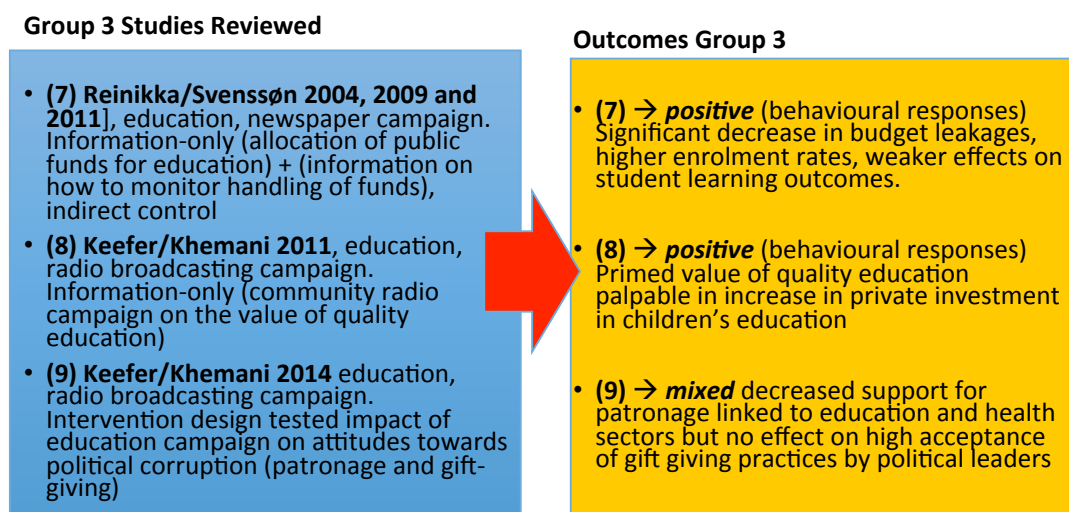 Group 3 Studies Reviewed
• (7) Reinikka/Svenssøn 2004, 2009 and
2011], education, newspaper campaign.
Information-only (allocation of public
funds for education) + (information on
how to monitor handling of funds),
indirect control
• (8) Keefer/Khemani 2011, education,
radio broadcasting campaign.
Information-only (community radio
campaign on the value of quality
education)
• (9) Keefer/Khemani 2014 education,
radio broadcasting campaign.
Intervention design tested impact of
education campaign on attitudes towards
political corruption (patronage and gift-
giving)
Outcomes Group 3
• (7) → positive (behavioural responses)
Significant decrease in budget leakages,
higher enrolment rates, weaker effects on
student learning outcomes.
• (8) → positive (behavioural responses)
Primed value of quality education
palpable in increase in private investment
in children’s education
• (9) → mixed decreased support for
patronage linked to education and health
sectors but no effect on high acceptance
of gift giving practices by political leaders